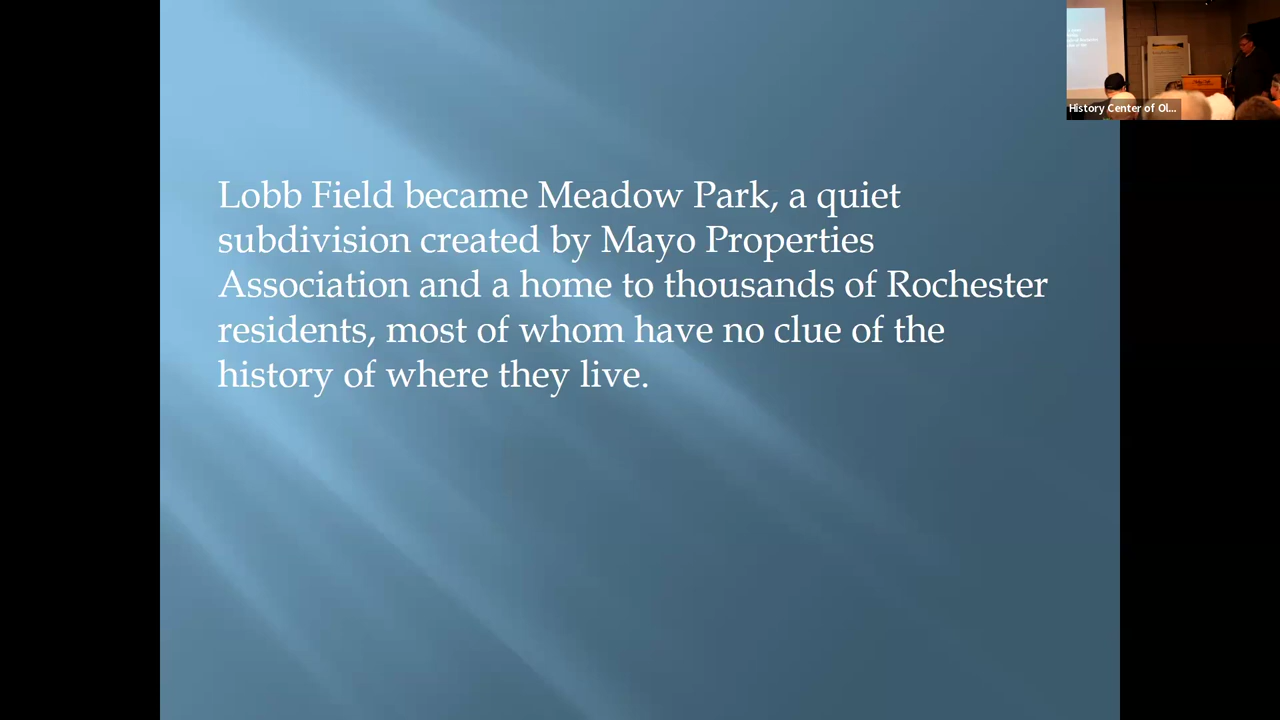 Lobb Field became Meadow Park, a quiet
subdivision created by Mayo Properties
Association and a home to thousands of Rochester
residents, most of whom have no clue of the
history of where they live.
History Center of Ol...